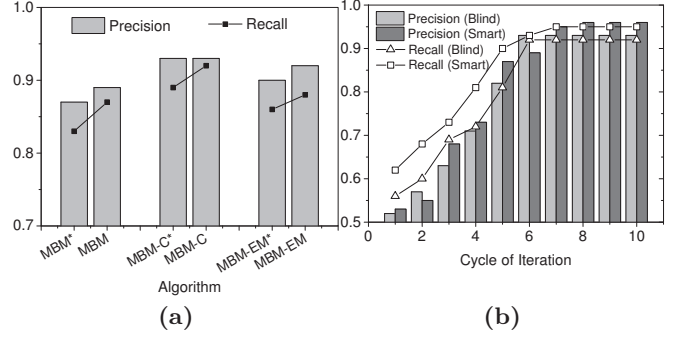 Precision
Recall
1.0
0.9
0.8
0.7
MBM*
MBM
MBM-C*
MBM-C
MBM-EM*
MBM-EM
Algorithm
(a)
Precision (Blind)
Precision (Smart)
Recall (Blind)
Recall (Smart)
1.0
0.9
0.8
0.7
0.6
0.5
0 2 4 6 8 10
Cycle of Iteration
(b)